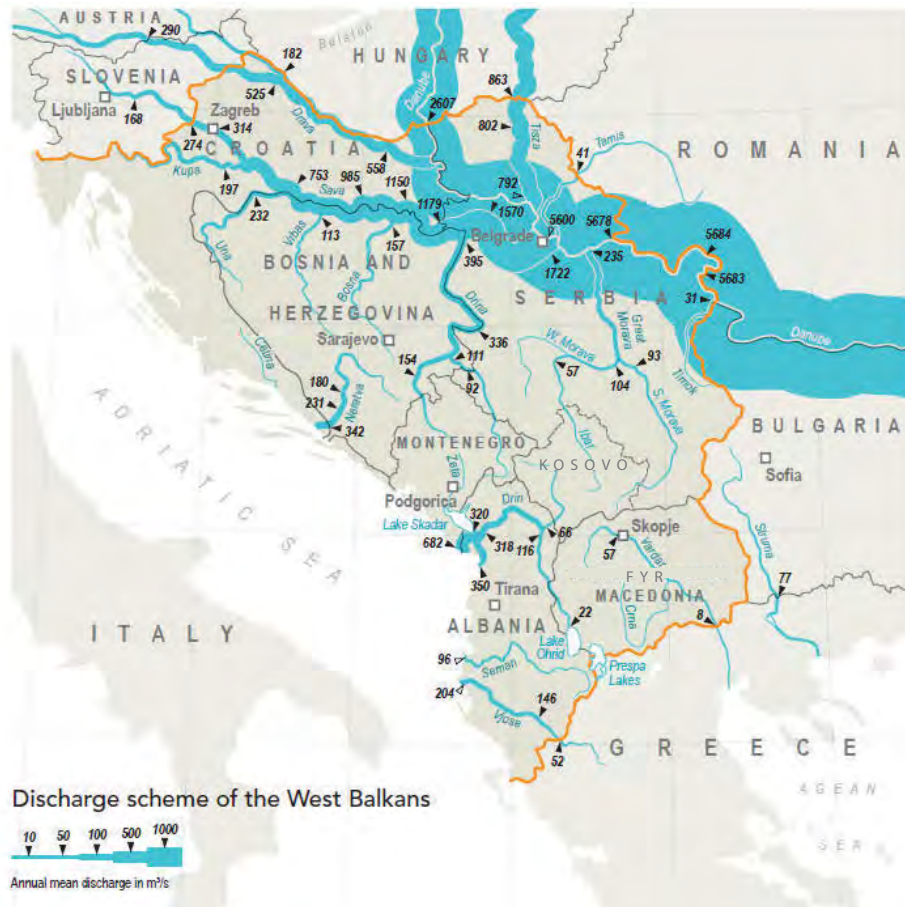 AUSTRIA
290
Balaton
182
HUNGARY
SLOVENIA
Ljubljana
168
525
Drava
Danube
2607
863
802
Tisza
Zagreb
314
274
CROATIA
Kupa
197
753
Sava
985
558
1150
1179
792
1570
41
Tamis
ROMANIA
232
Una
Vrbas
113
157
Bosna
BOSNIA AND
HERZEGOVINA
Sarajevo
395
Drina
336
Belgrade
5600
5678
235
1722
SERBIA
5684
5683
31
Danube
Great
Morava
W. Morava
57
93
104
S. Morava
Timok
Ibar
Cetina
180
231
342
Neretva
154
111
92
MONTENEGRO
Zeta
Podgorica
KOSOVO
BULGARIA
Sofia
Struma
77
ADRIATIC SEA
Lake Skadar
682
320
318
350
Drin
116
66
Skopje
57
Vardar
FYR
MACEDONIA
Crna
8
Tirana
ALBANIA
22
Lake
Ohrid
Prespa
Lakes
96
Seman
204
Vjose
146
52
ITALY
GREECE
AGEAN
SEA
Discharge scheme of the West Balkans
10 50 100 500 1000
Annual mean discharge in m³/s